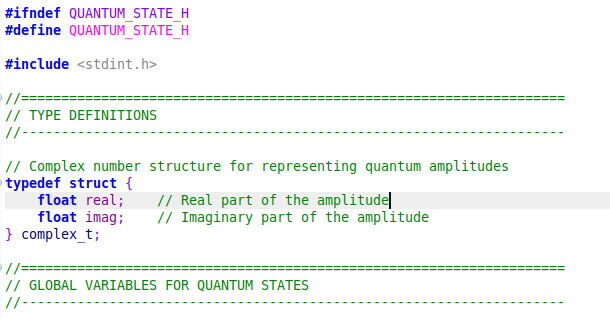 #ifndef QUANTUM_STATE_H
#define QUANTUM_STATE_H
#include <stdint.h>
//====================================================================
// TYPE DEFINITIONS
//--------------------------------------------------------------------
// Complex number structure for representing quantum amplitudes
typedef struct {
    float real;    // Real part of the amplitude
    float imag;    // Imaginary part of the amplitude
} complex_t;
//====================================================================
// GLOBAL VARIABLES FOR QUANTUM STATES
//--------------------------------------------------------------------